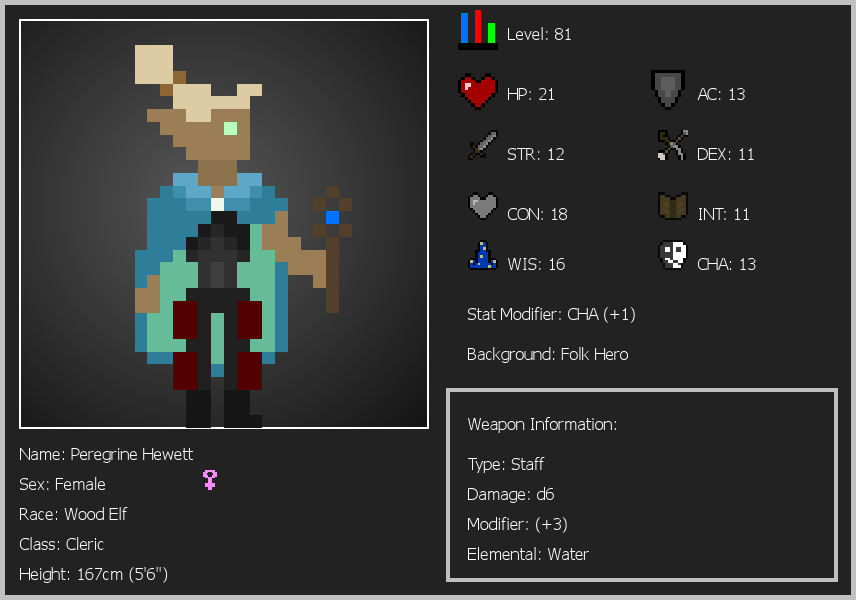 Level: 81
HP: 21
AC: 13
STR: 12
DEX: 11
CON: 18
INT: 11
WIS: 16
CHA: 13
Stat Modifier: CHA (+1)
Background: Folk Hero
Weapon Information:
Type: Staff
Damage: d6
Modifier: (+3)
Elemental: Water
Name: Peregrine Hewett
Sex: Female
Race: Wood Elf
Class: Cleric
Height: 167cm (5'6")